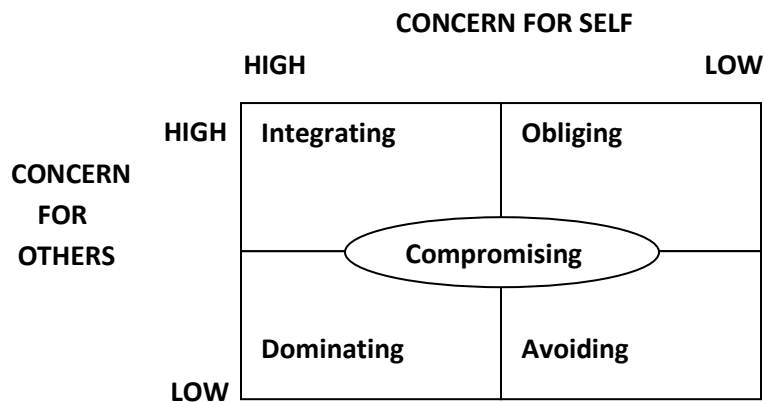 CONCERN FOR SELF
HIGH LOW
HIGH Integrating Obliging
CONCERN
FOR
OTHERS
Compromising
Dominating Avoiding
LOW